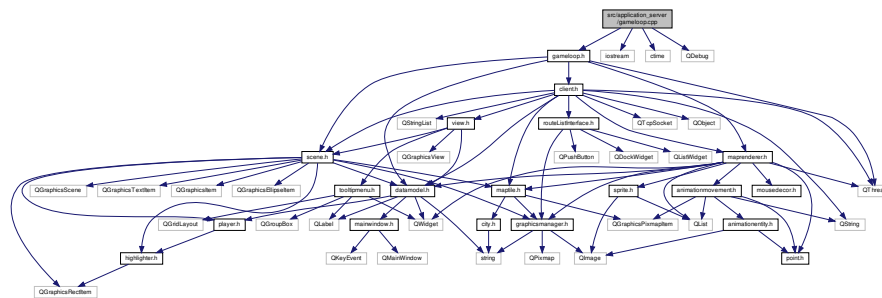 src/application_server
/gameloop.cpp
gameloop.h
iostream
ctime
QDebug
client.h
QStringList
view.h
routeListInterface.h
QTcpSocket
QObject
scene.h
QGraphicsView
QPushButton
QDockWidget
QListWidget
maprenderer.h
QGraphicsScene
QGraphicsTextItem
QGraphicsItem
QGraphicsEllipseItem
tooltipmenu.h
datamodel.h
maptile.h
sprite.h
animationmovement.h
mousedecor.h
QThrea
QGridLayout
player.h
QGroupBox
QLabel
mainwindow.h
QWidget
city.h
graphicsmanager.h
QGraphicsPixmapItem
QList
animationentity.h
QString
highlighter.h
QKeyEvent
QMainWindow
string
QPixmap
QImage
point.h
QGraphicsRectItem